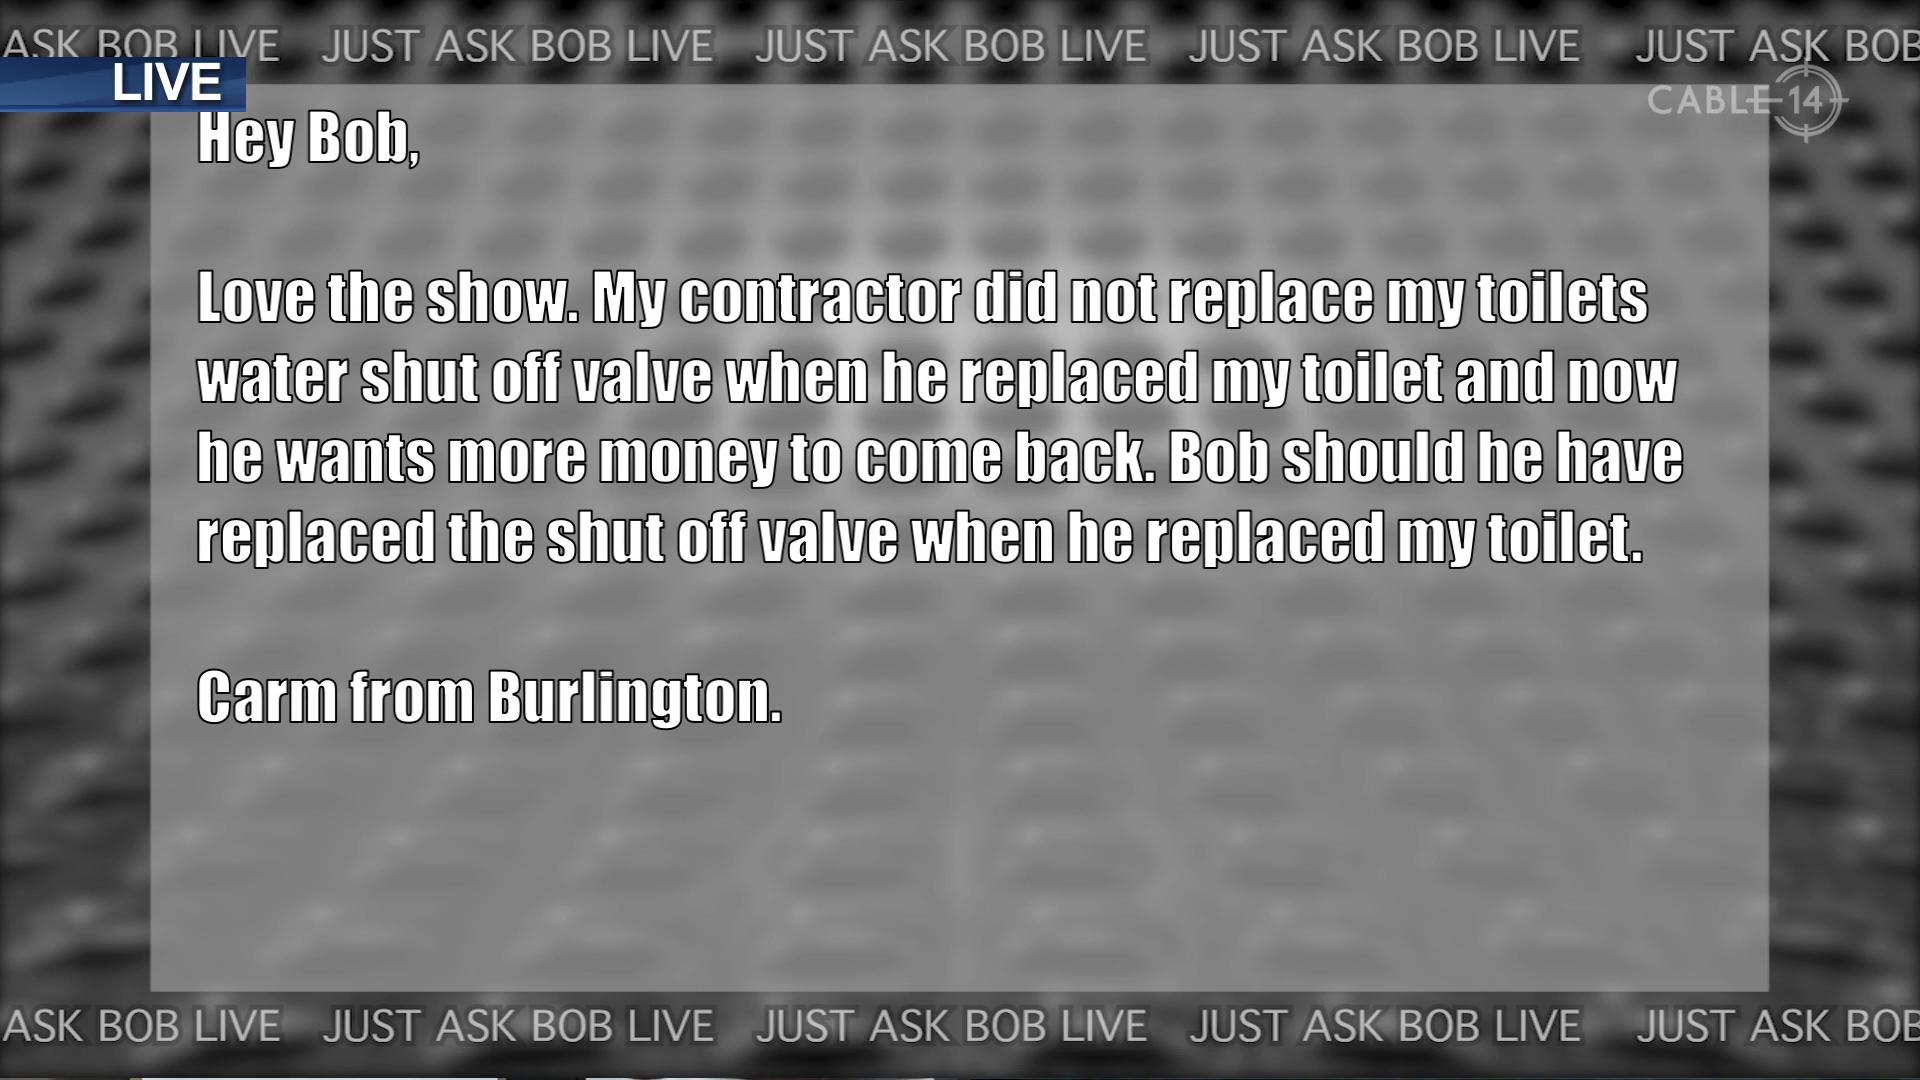 ASK BOB LIVE JUST ASK BOB LIVE JUST ASK BOB LIVE JUST ASK BOB LIVE JUST ASK BOB
LIVE
CABLE 14
Hey Bob,
Love the show. My contractor did not replace my toilets
water shut off valve when he replaced my toilet and now
he wants more money to come back. Bob should he have
replaced the shut off valve when he replaced my toilet.
Carm from Burlington.
ASK BOB LIVE JUST ASK BOB LIVE JUST ASK BOB LIVE JUST ASK BOB LIVE JUST ASK BOB